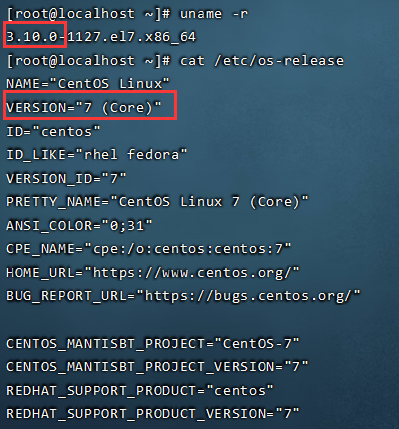 [root@localhost ~]# uname -r
3.10.0-1127.el7.x86_64
[root@localhost ~]# cat /etc/os-release
NAME="CentOS Linux"
VERSION="7 (Core)"
ID="centos"
ID_LIKE="rhel fedora"
VERSION_ID="7"
PRETTY_NAME="CentOS Linux 7 (Core)"
ANSI_COLOR="0;31"
CPE_NAME="cpe:/o:centos:centos:7"
HOME_URL="https://www.centos.org/"
BUG_REPORT_URL="https://bugs.centos.org/"

CENTOS_MANTISBT_PROJECT="CentOS-7"
CENTOS_MANTISBT_PROJECT_VERSION="7"
REDHAT_SUPPORT_PRODUCT="centos"
REDHAT_SUPPORT_PRODUCT_VERSION="7"